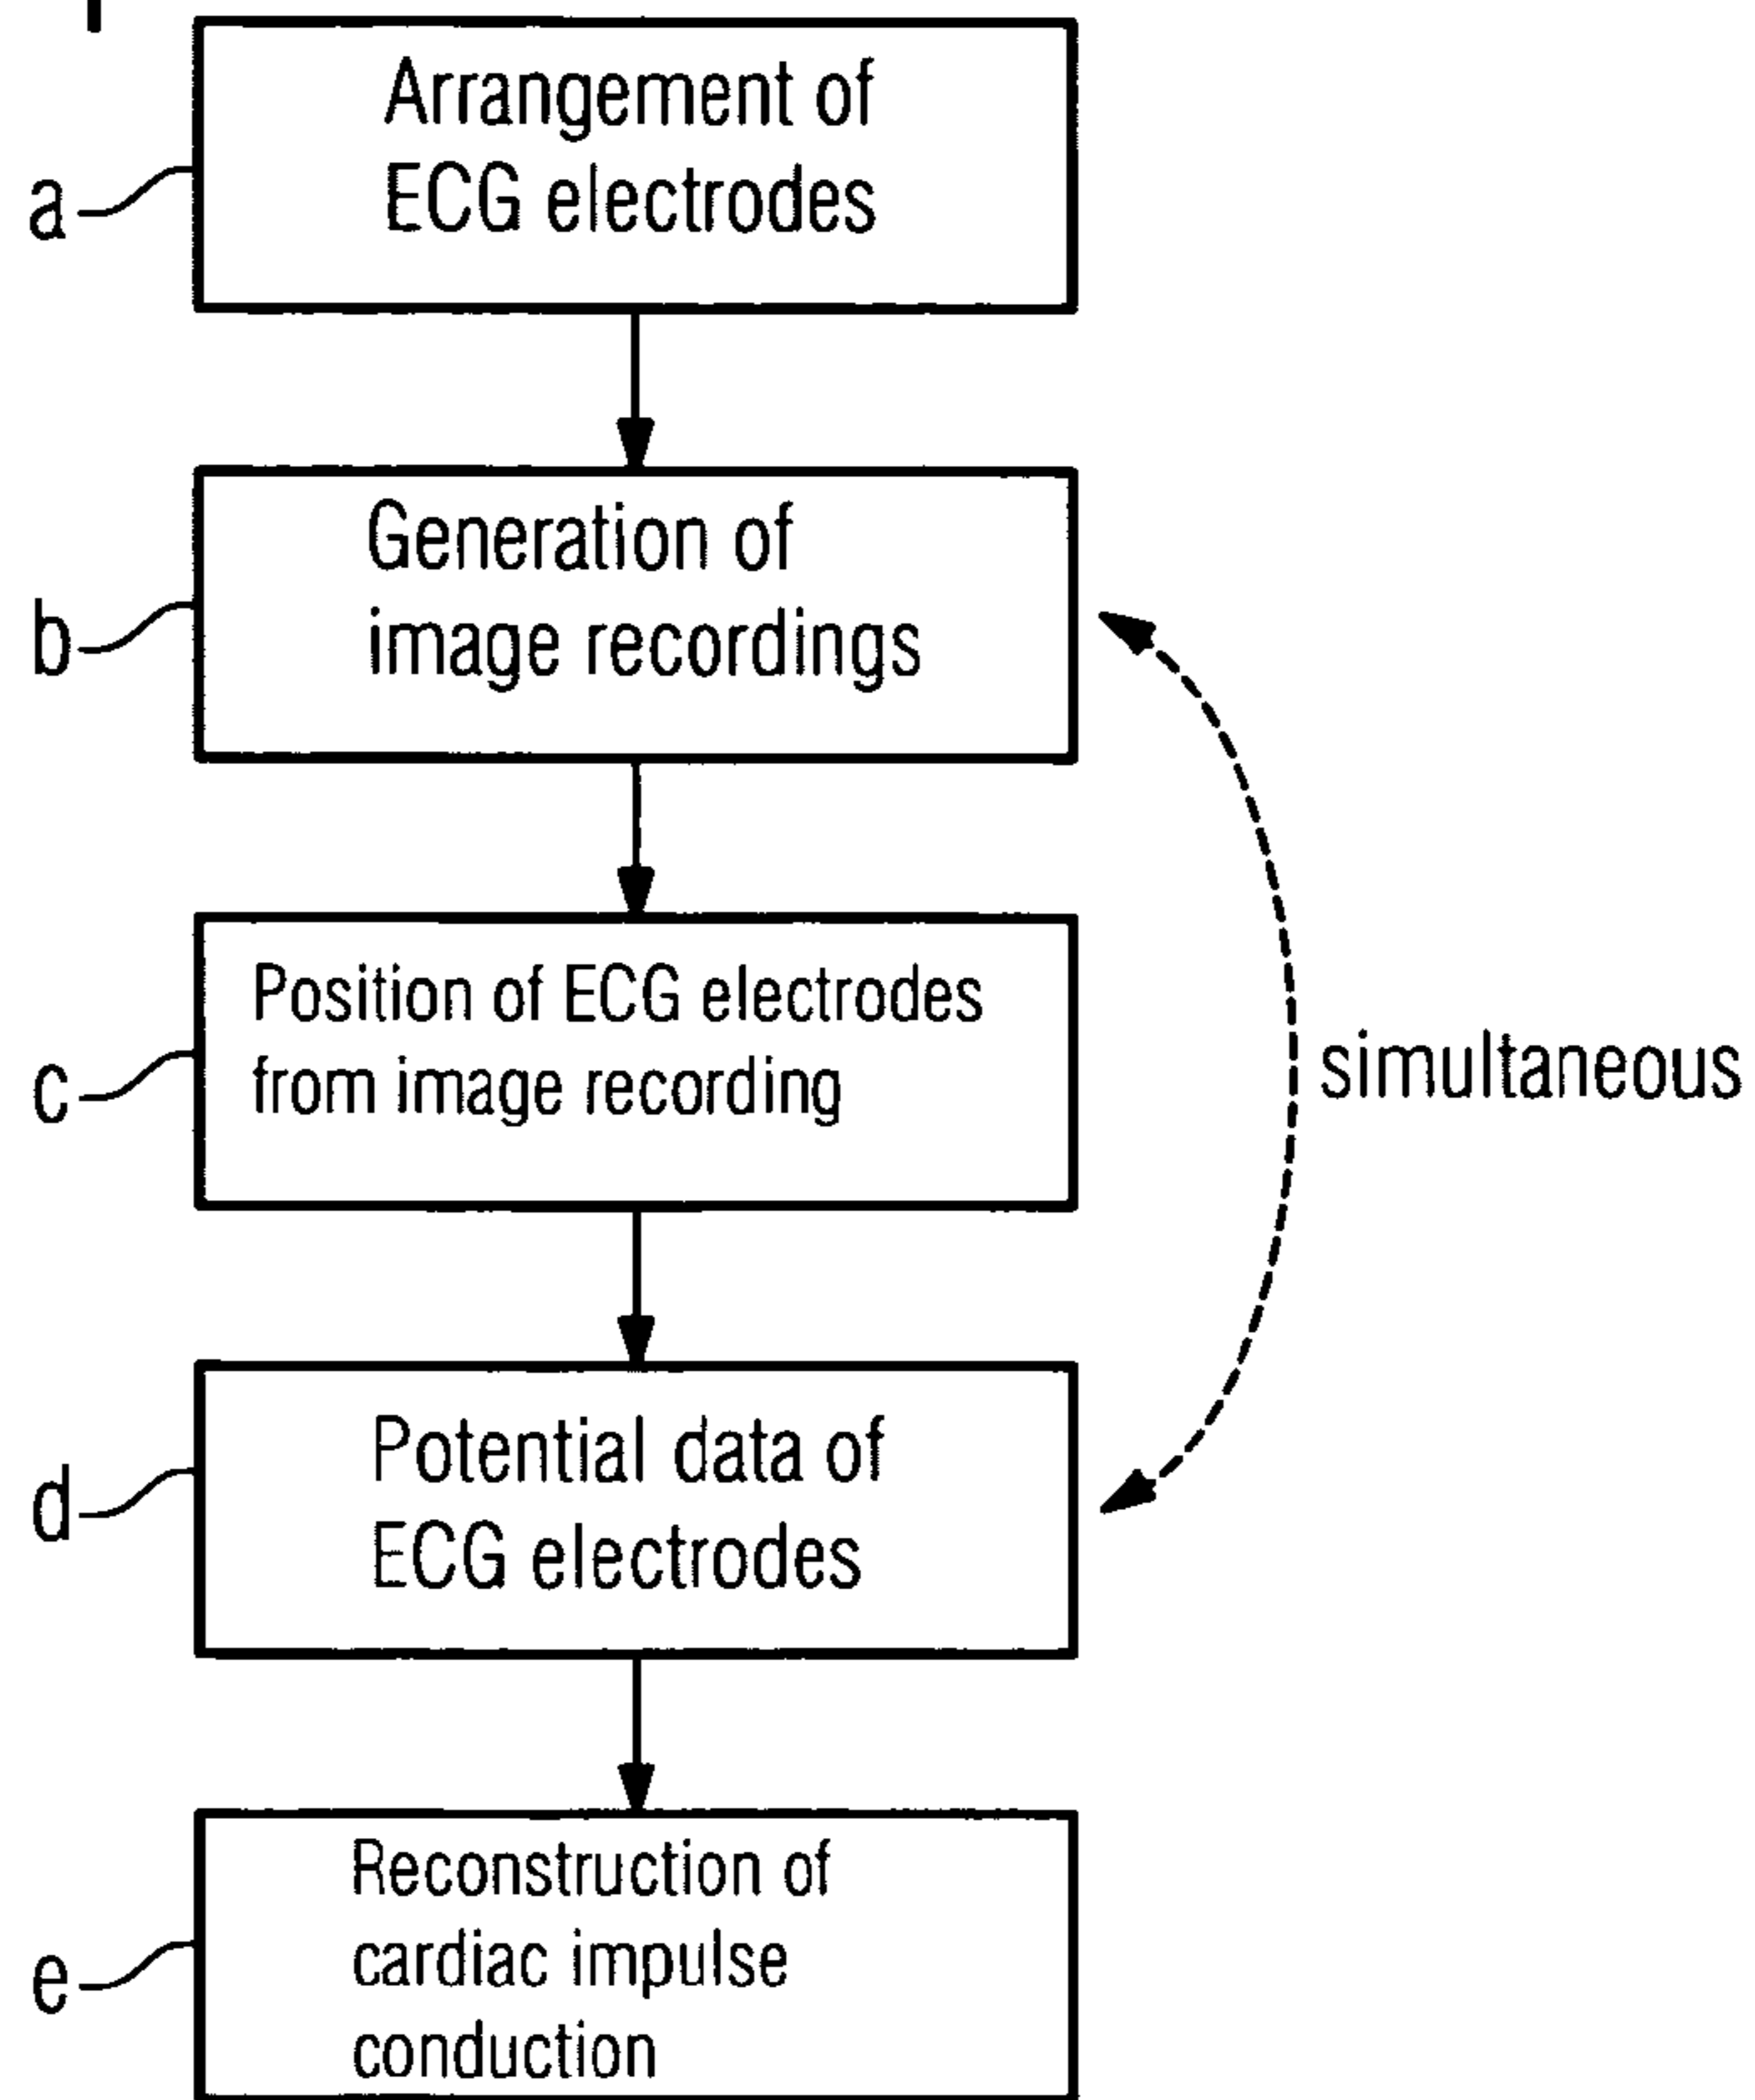 Arrangement of
ECG electrodes
a
Generation of
image recordings
b
Position of ECG electrodes
from image recording
c
simultaneous
Potential data of
ECG electrodes
d
Reconstruction of
cardiac impulse
conduction
e